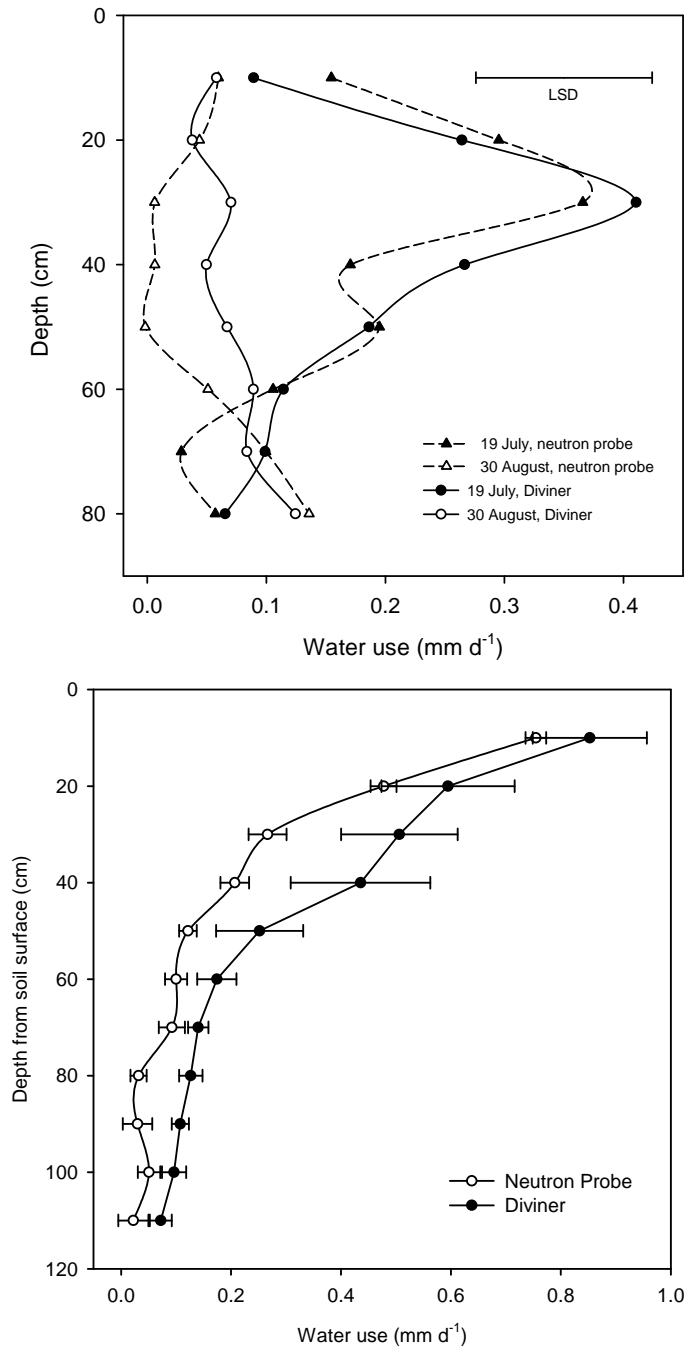 0
LSD
20
40
60
80
Depth (cm)
19 July, neutron probe
30 August, neutron probe
19 July, Diviner
30 August, Diviner
0.0 0.1 0.2 0.3 0.4
Water use (mm d-1)
0
20
40
60
80
100
120
Depth from soil surface (cm)
Neutron Probe
Diviner
0.0 0.2 0.4 0.6 0.8 1.0
Water use (mm d-1)